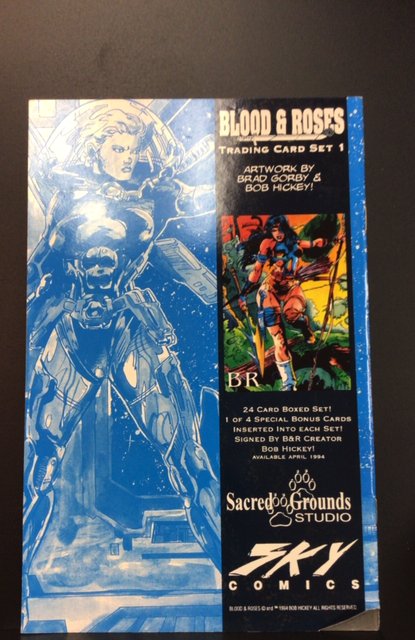 BLOOD & ROSES
TRADING CARD SET 1
ARTWORK BY
BRAD GORBY &
BOB HICKEY!
B R
24 CARD BOXED SET!
1 OF 4 SPECIAL BONUS CARDS
INSERTED INTO EACH SET!
SIGNED BY B&R CREATOR
BOB HICKEY!
AVAILABLE APRIL 1994
Sacred Grounds
STUDIO
SKY
COMICS
BLOOD & ROSES © and ™ 1994 BOB HICKEY ALL RIGHTS RESERVED